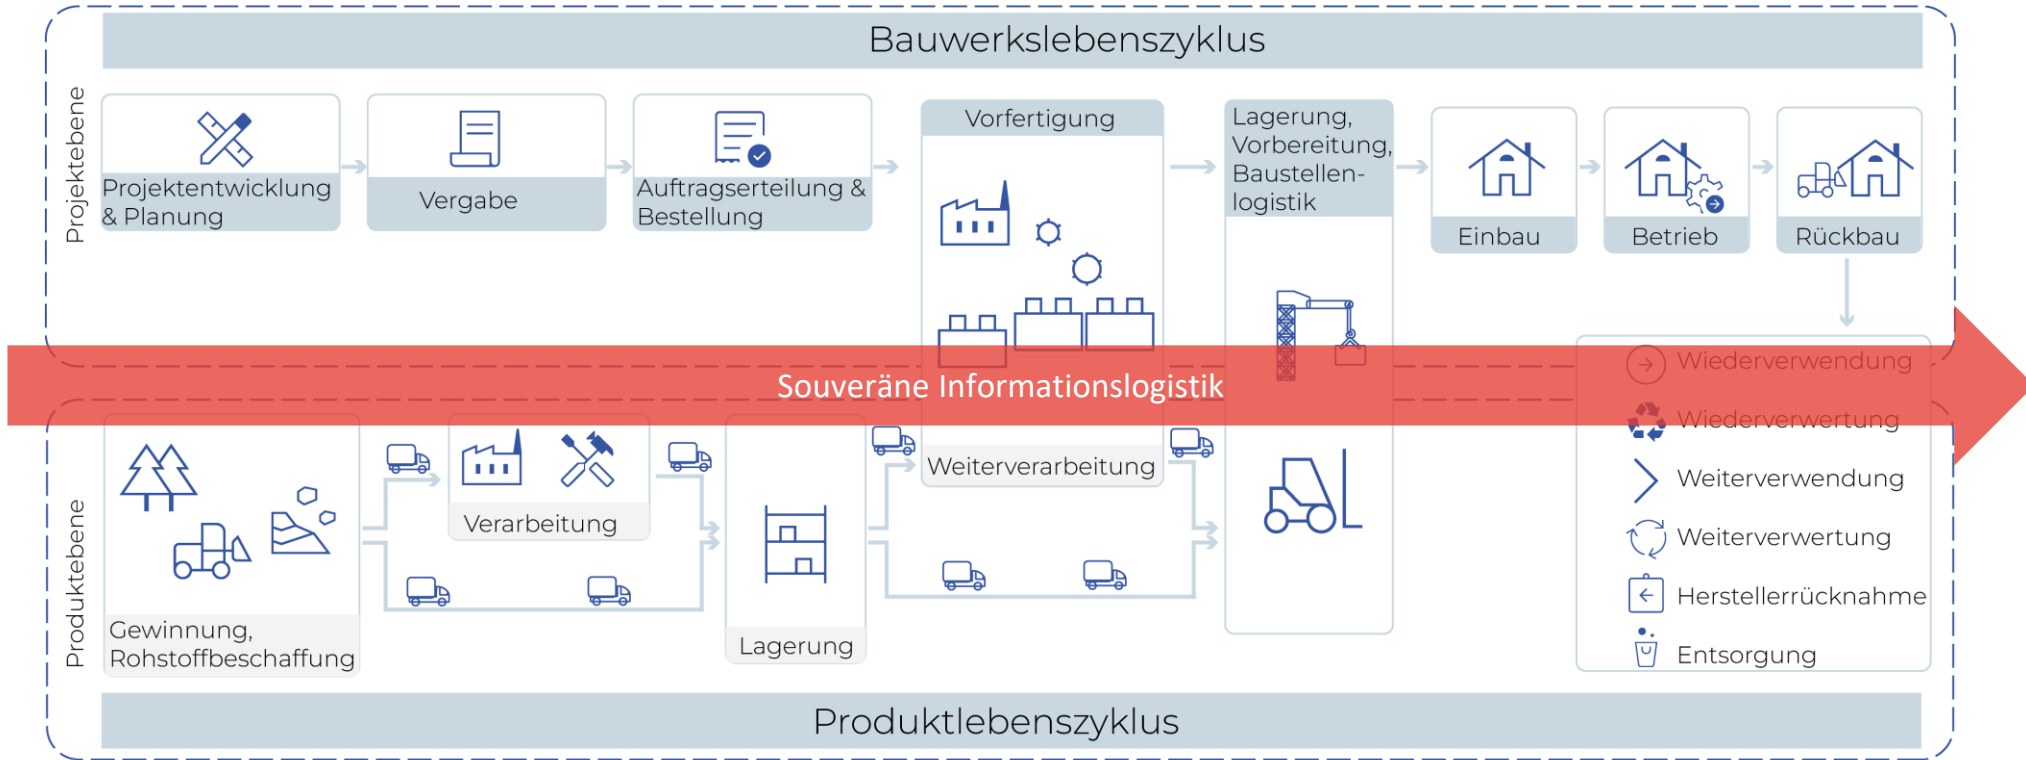 Bauwerkslebenszyklus
Projektebene
Projektentwicklung
& Planung
Vergabe
Auftragserteilung &
Bestellung
Vorfertigung
Lagerung,
Vorbereitung,
Baustellen-
logistik
Einbau
Betrieb
Rückbau
Souveräne Informationslogistik
Wiederverwendung
Wiederverwertung
Weiterverwendung
Weiterverwertung
Herstellerrücknahme
Entsorgung
Produktebene
Gewinnung,
Rohstoffbeschaffung
Verarbeitung
Lagerung
Weiterverarbeitung
Produktlebenszyklus